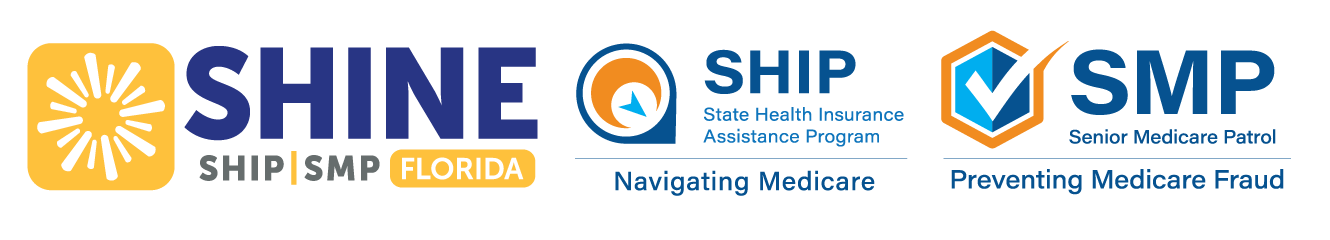 SHINE
SHIP|SMP FLORIDA
SHIP
State Health Insurance
Assistance Program
Navigating Medicare
SMP
Senior Medicare Patrol
Preventing Medicare Fraud